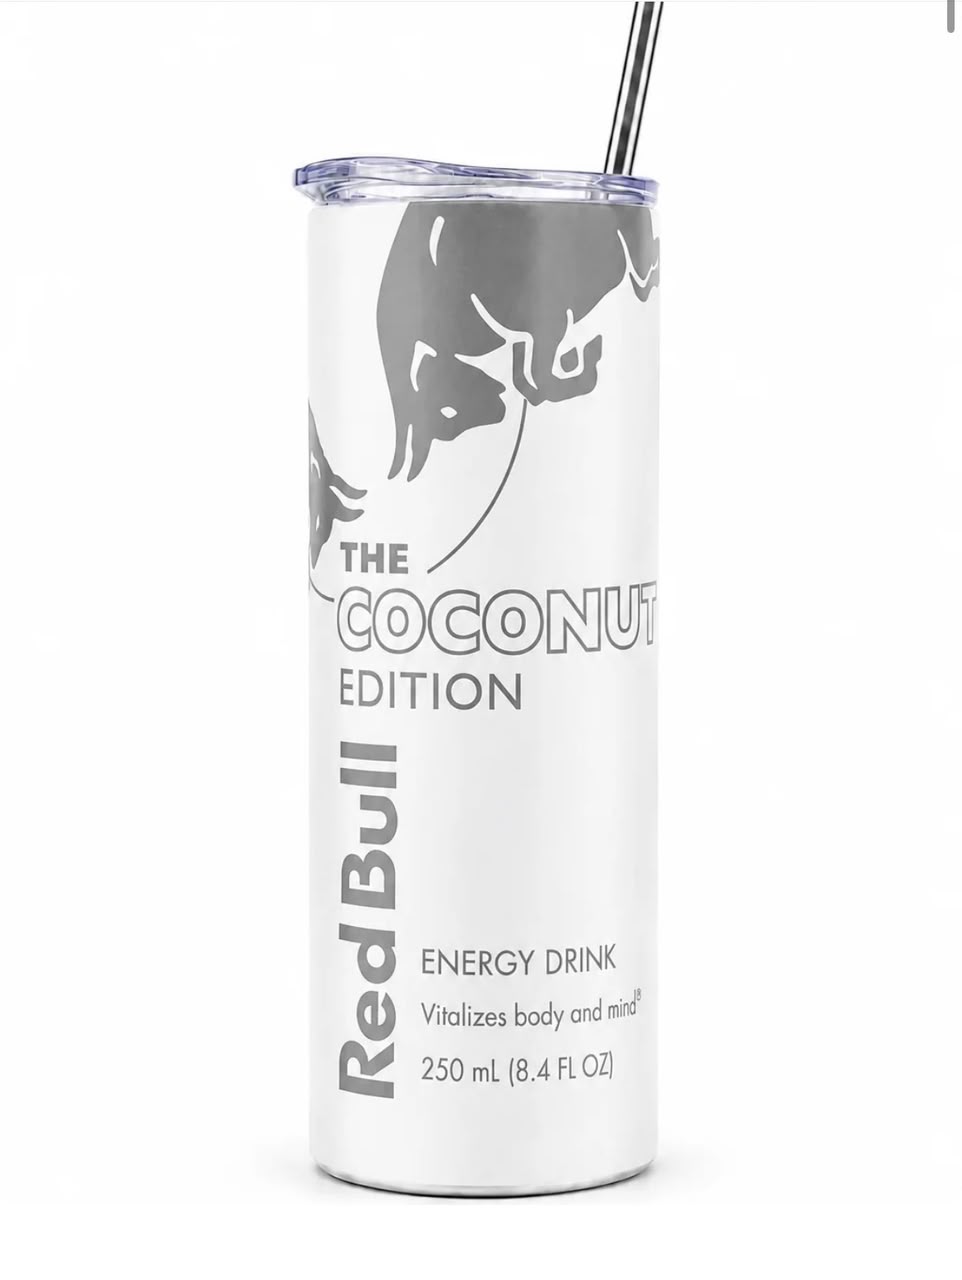 THE
COCONUT
EDITION
Red Bull
ENERGY DRINK
Vitalizes body and mind®
250 mL (8.4 FL OZ)